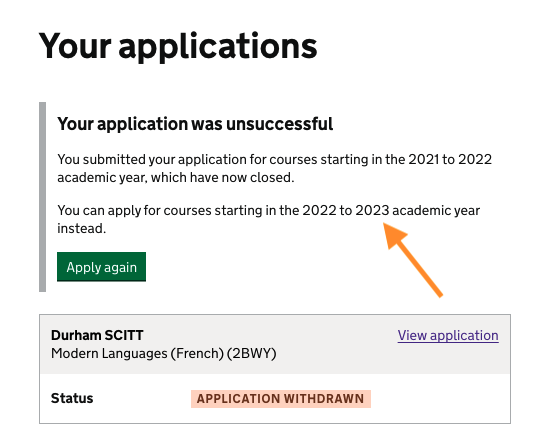 Your applications
Your application was unsuccessful
You submitted your application for courses starting in the 2021 to 2022
academic year, which have now closed.
You can apply for courses starting in the 2022 to 2023 academic year
instead.
Apply again
Durham SCITT
View application
Modern Languages (French) (2BWY)
Status
APPLICATION WITHDRAWN